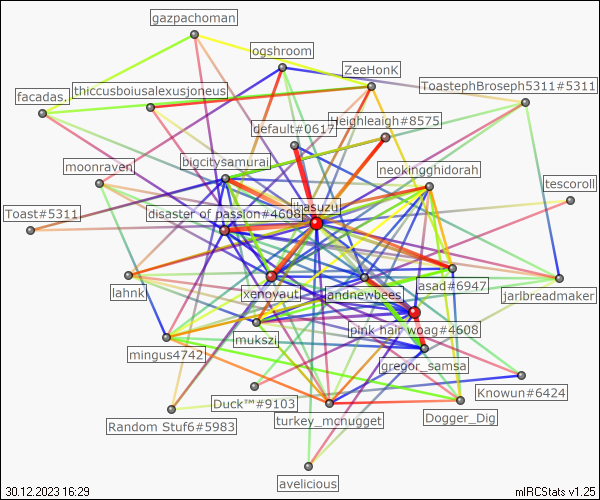 gazpachoman
ogshroom
ZeeHonK
thiccusboiusalexusjoneus
ToastephBroseph5311#5311
facadas.
Heighleaigh#8575
default#0617
bigcitysamurai
moonraven
neokingghidorah
tescoroll
ihasuzu
Toast#5311
disaster of passion#4608
asad#6947
lahnk
xenoyaut
andnewbees
jarlbreadmaker
pink hair woag#4608
mukszi
mingus4742
gregor_samsa
Knowun#6424
Duck™#9103
Dogger_Dig
turkey_mcnugget
Random Stuf6#5983
avelicious
30.12.2023 16:29
mIRCStats v1.25